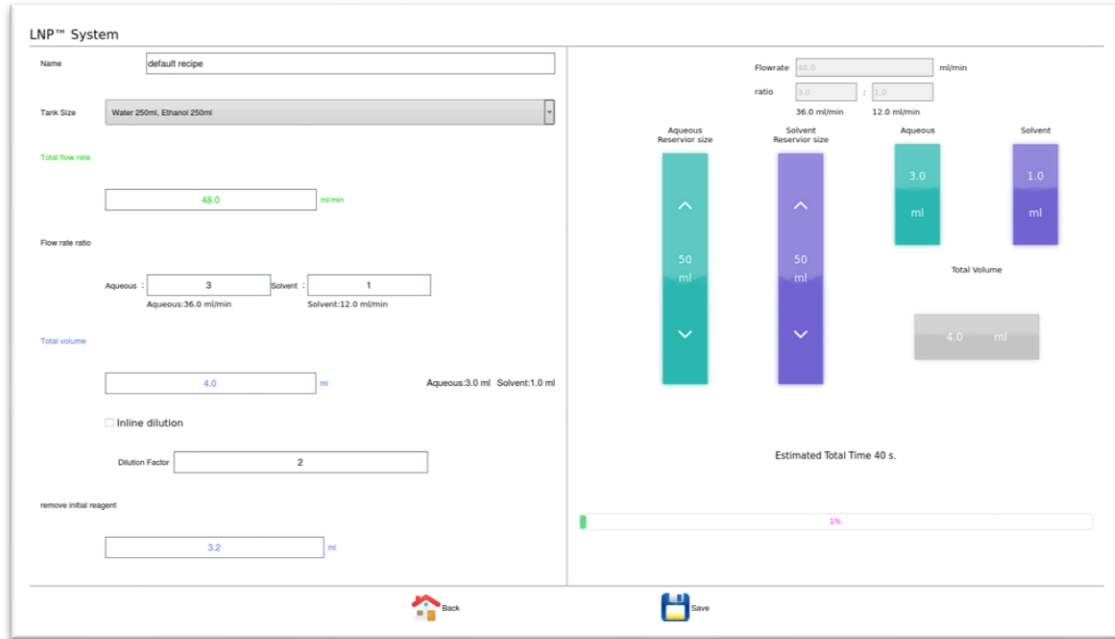 LNP™ System
Name
default recipe
Tank Size
Water 250ml, Ethanol 250ml
Total flow rate
48.0
ml/min
Flow rate ratio
Aqueous : 3 Solvent : 1
Aqueous:36.0 ml/min Solvent:12.0 ml/min
Total volume
4.0 ml
Aqueous:3.0 ml Solvent:1.0 ml
Inline dilution
Dilution Factor 2
remove initial reagent
3.2 ml
Flowrate 48.0 ml/min
ratio 3.0 : 1.0
36.0 ml/min 12.0 ml/min
Aqueous
Reservior size
Solvent
Reservior size
Aqueous
Solvent
50
ml
50
ml
3.0
ml
1.0
ml
Total Volume
4.0 ml
Estimated Total Time 40 s.
1%
Back
Save